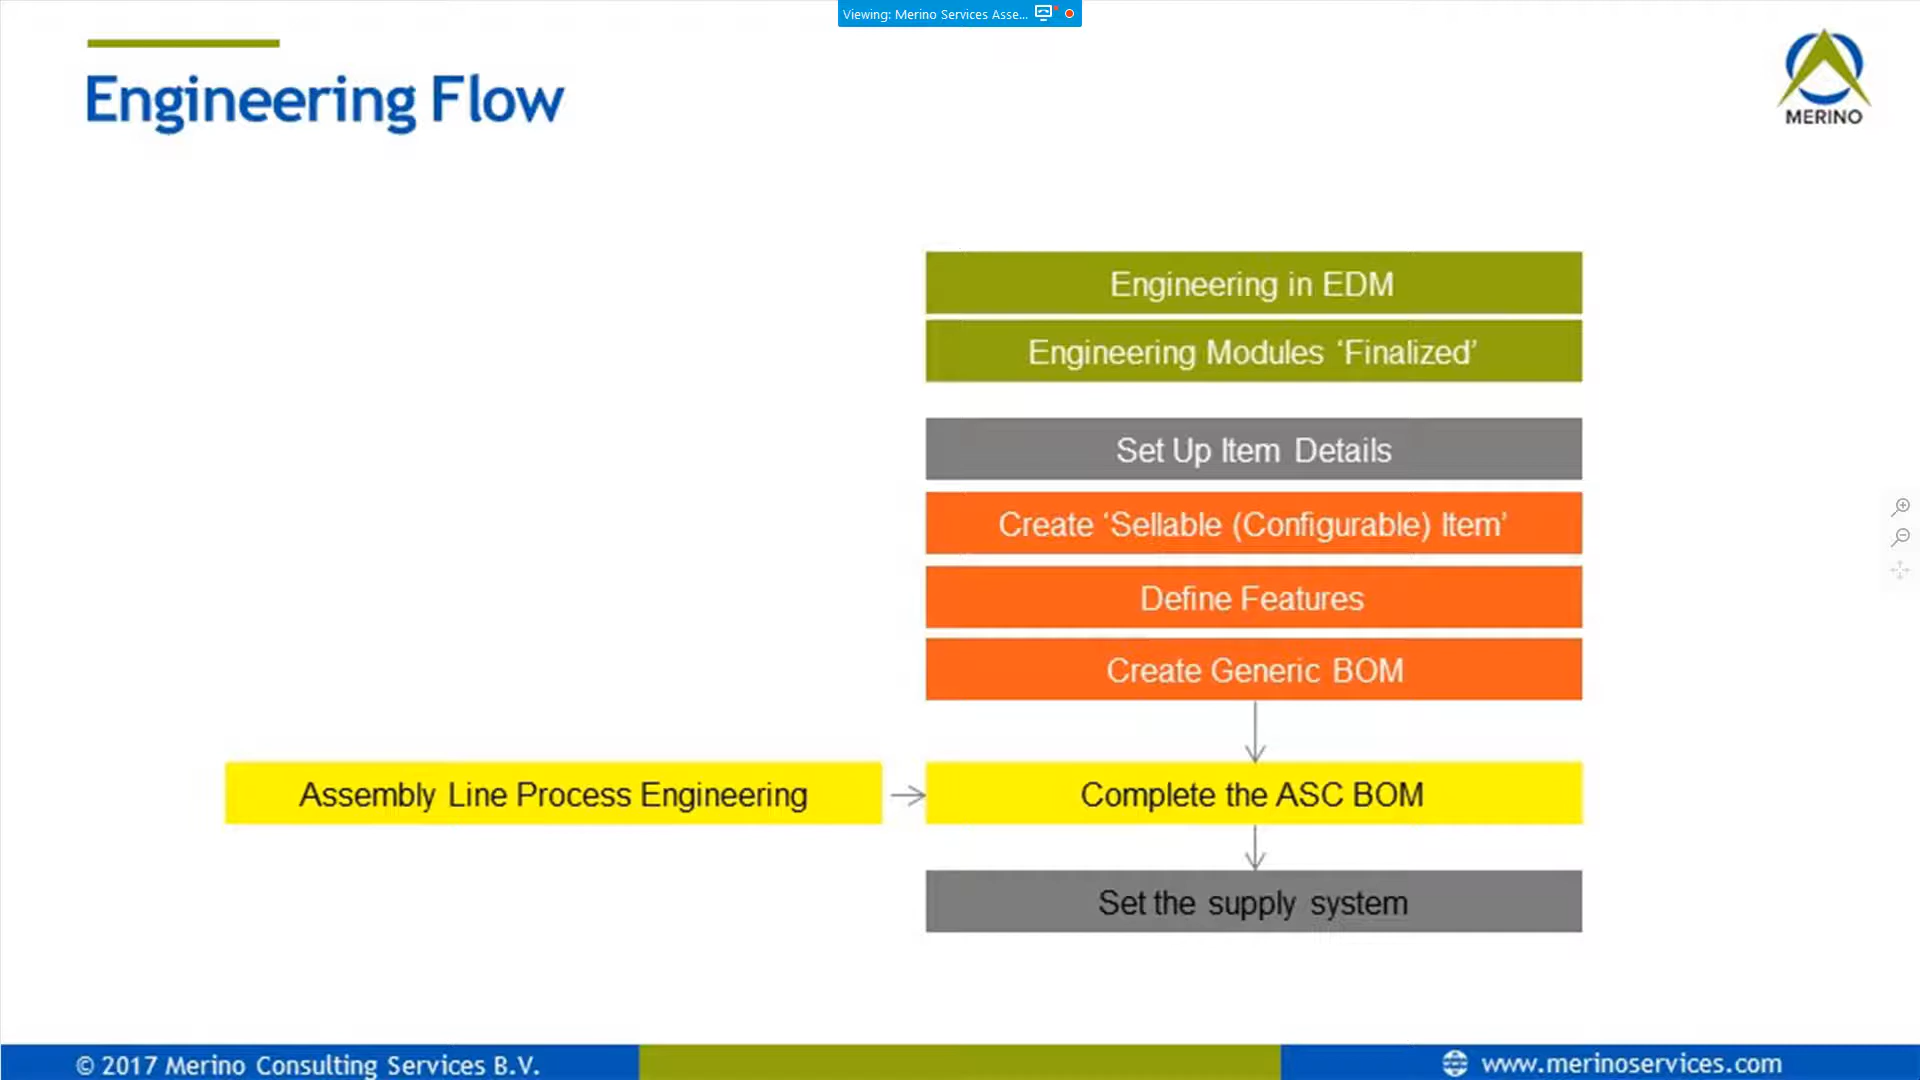 Viewing: Merino Services Asse...
Engineering Flow
MERINO
Engineering in EDM
Engineering Modules ‘Finalized’
Set Up Item Details
Create ‘Sellable (Configurable) Item’
Define Features
Create Generic BOM
Assembly Line Process Engineering
Complete the ASC BOM
Set the supply system
© 2017 Merino Consulting Services B.V.
www.merinoservices.com